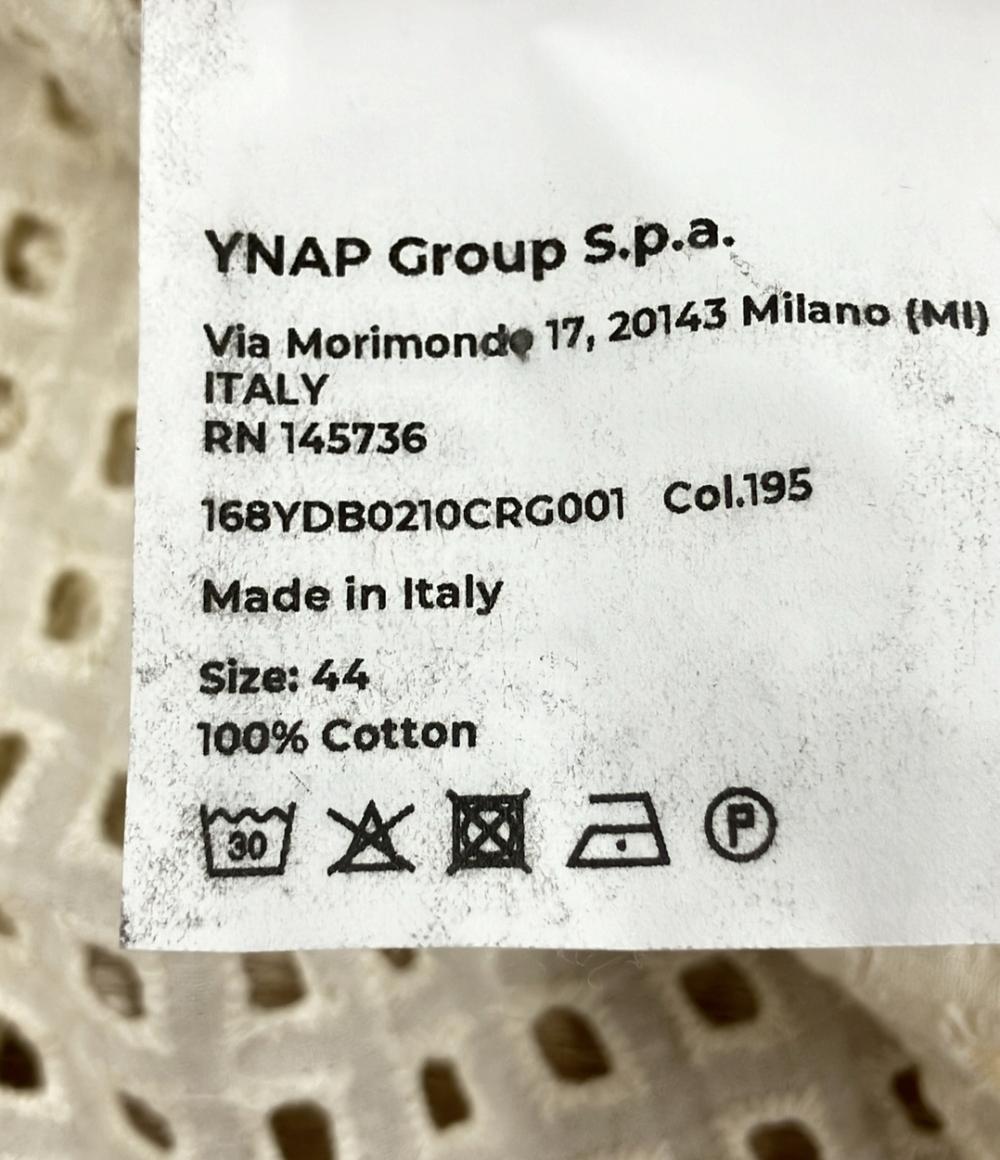 YNAP Group S.p.a.
Via Morimondo 17, 20143 Milano (MI)
ITALY
RN 145736
168YDB0210CRG001 Col.195
Made in Italy
Size: 44
100% Cotton
30
P